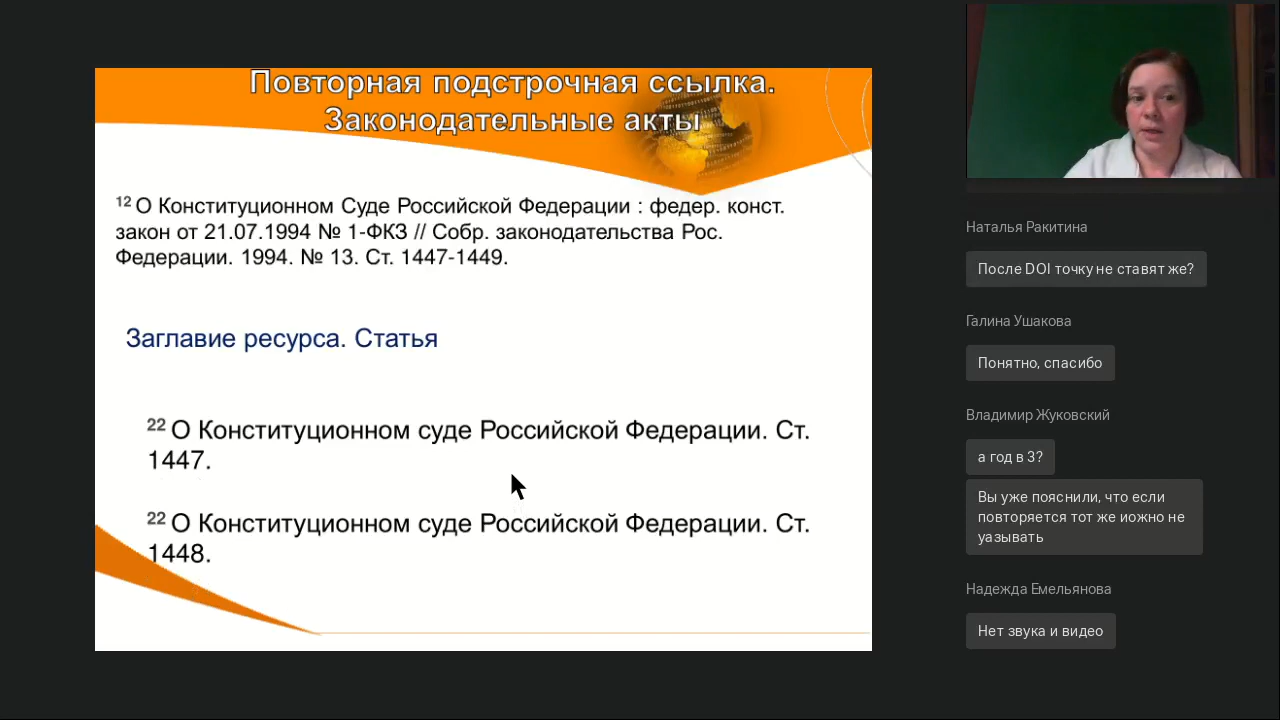 Повторная подстрочная ссылка.
Законодательные акты
12 О Конституционном Суде Российской Федерации : федер. конст.
закон от 21.07.1994 № 1-ФКЗ // Собр. законодательства Рос.
Федерации. 1994. № 13. Ст. 1447-1449.
Заглавие ресурса. Статья
22 О Конституционном суде Российской Федерации. Ст.
1447.
22 О Конституционном суде Российской Федерации. Ст.
1448.
Наталья Ракитина
После DOI точку не ставят же?
Галина Ушакова
Понятно, спасибо
Владимир Жуковский
а год в 3?
Вы уже пояснили, что если
повторяется тот же иожно не
уазывать
Надежда Емельянова
Нет звука и видео